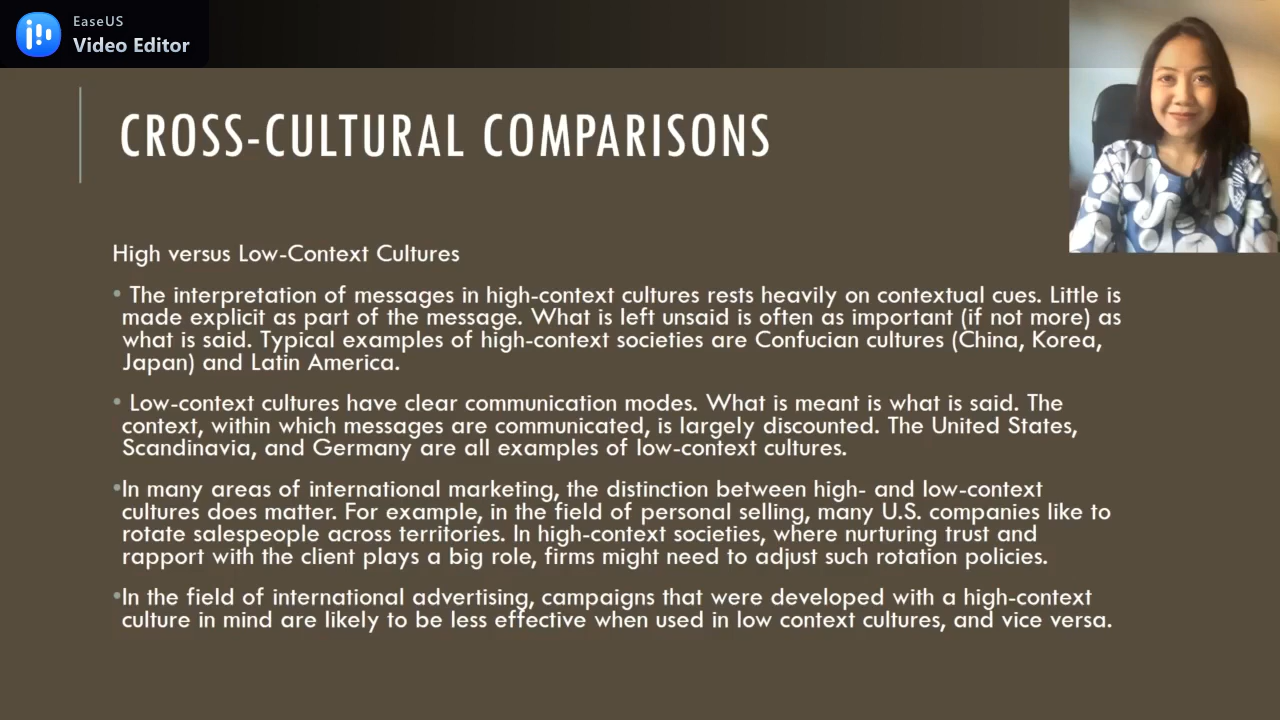 EaseUS
Video Editor
CROSS-CULTURAL COMPARISONS
High versus Low-Context Cultures
• The interpretation of messages in high-context cultures rests heavily on contextual cues. Little is
made explicit as part of the message. What is left unsaid is often as important (if not more) as
what is said. Typical examples of high-context societies are Confucian cultures (China, Korea,
Japan) and Latin America.
• Low-context cultures have clear communication modes. What is meant is what is said. The
context, within which messages are communicated, is largely discounted. The United States,
Scandinavia, and Germany are all examples of low-context cultures.
•In many areas of international marketing, the distinction between high- and low-context
cultures does matter. For example, in the field of personal selling, many U.S. companies like to
rotate salespeople across territories. In high-context societies, where nurturing trust and
rapport with the client plays a big role, firms might need to adjust such rotation policies.
•In the field of international advertising, campaigns that were developed with a high-context
culture in mind are likely to be less effective when used in low context cultures, and vice versa.